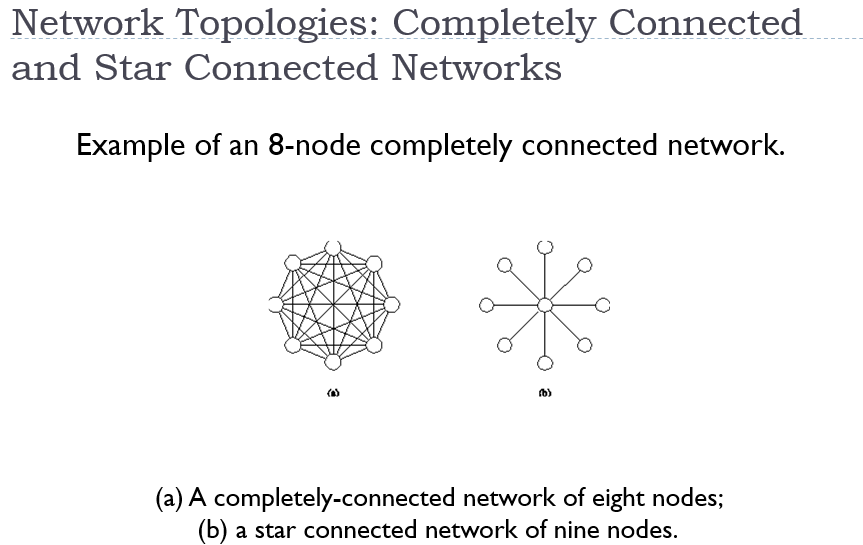 Network Topologies: Completely Connected
and Star Connected Networks
Example of an 8-node completely connected network.
(a) (b)
(a) A completely-connected network of eight nodes;
(b) a star connected network of nine nodes.